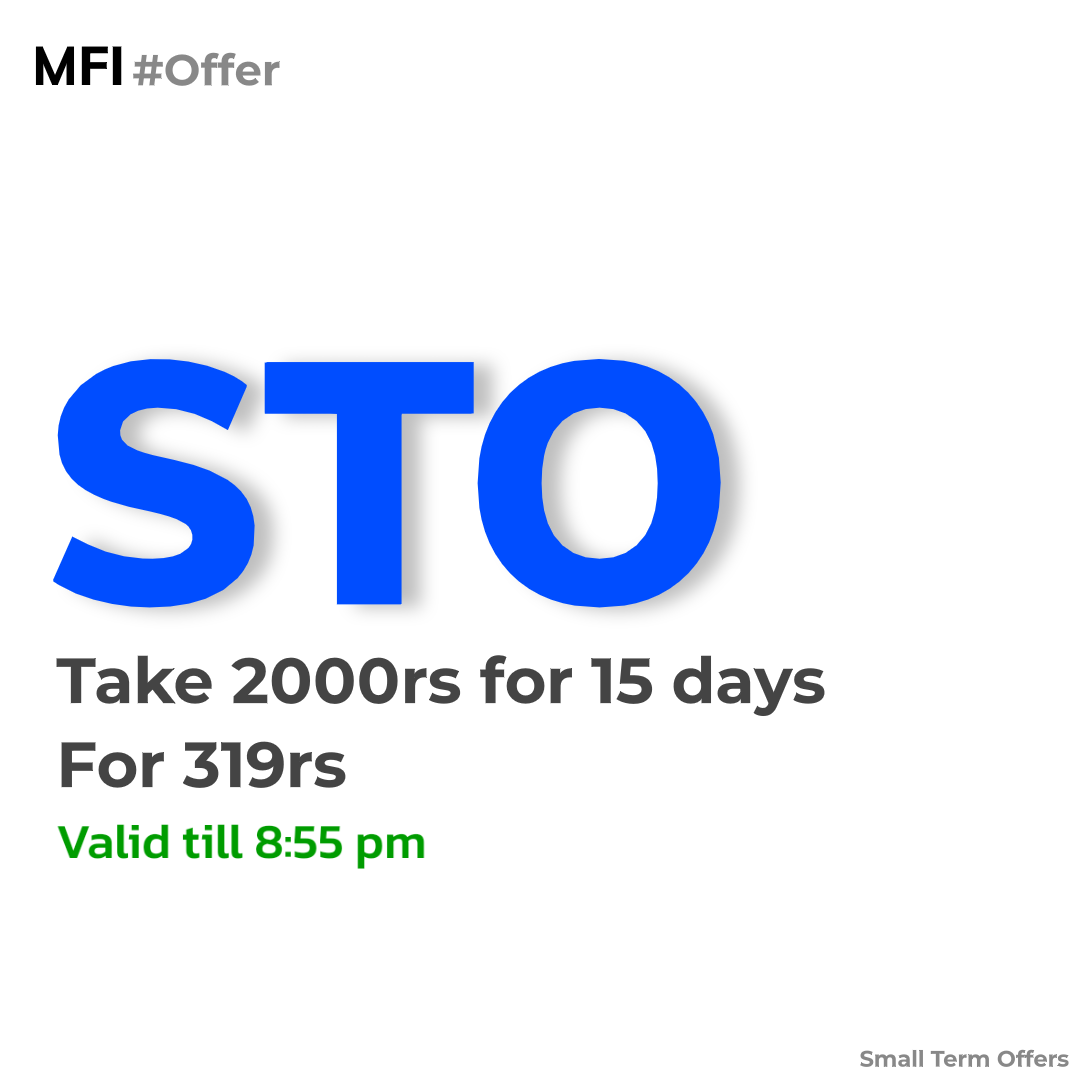 MFI #Offer
STO
Take 2000rs for 15 days
For 319rs
Valid till 8:55 pm
Small Term Offers